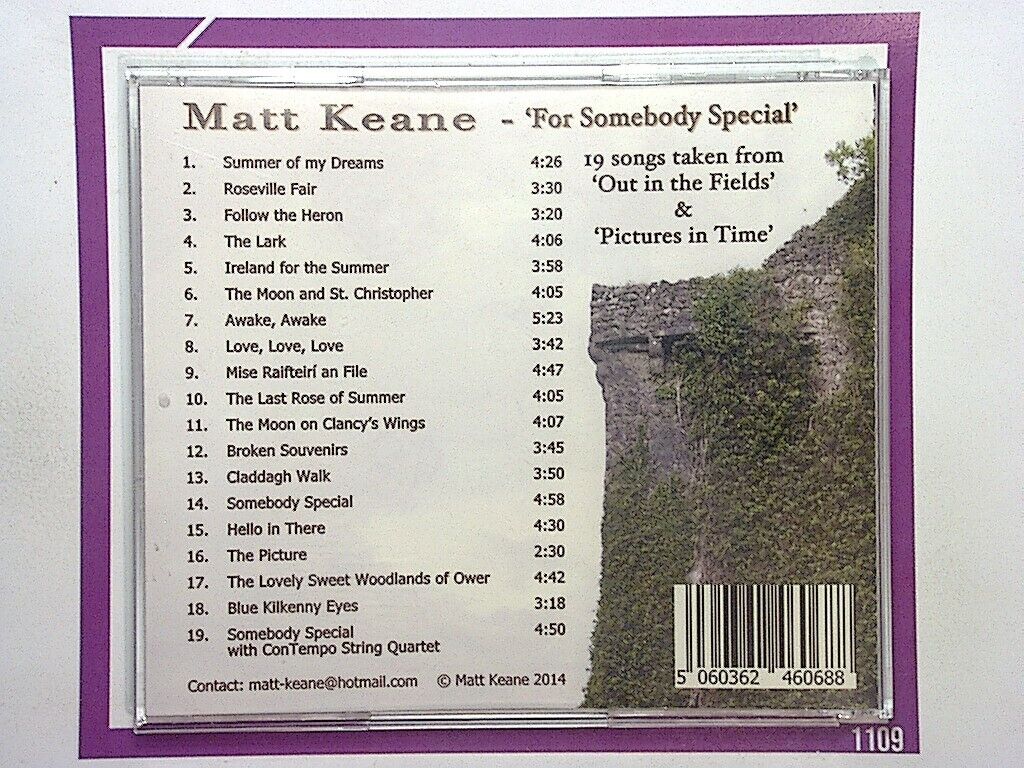 Matt Keane - 'For Somebody Special'
1. Summer of my Dreams 4:26
2. Roseville Fair 3:30
3. Follow the Heron 3:20
4. The Lark 4:06
5. Ireland for the Summer 3:58
6. The Moon and St. Christopher 4:05
7. Awake, Awake 5:23
8. Love, Love, Love 3:42
9. Mise Raifteirí an File 4:47
10. The Last Rose of Summer 4:05
11. The Moon on Clancy's Wings 4:07
12. Broken Souvenirs 3:45
13. Claddagh Walk 3:50
14. Somebody Special 4:58
15. Hello in There 4:30
16. The Picture 2:30
17. The Lovely Sweet Woodlands of Ower 4:42
18. Blue Kilkenny Eyes 3:18
19. Somebody Special 4:50
with ConTempo String Quartet
Contact: matt-keane@hotmail.com © Matt Keane 2014
19 songs taken from
'Out in the Fields'
&
'Pictures in Time'
5 060362 460688
1109